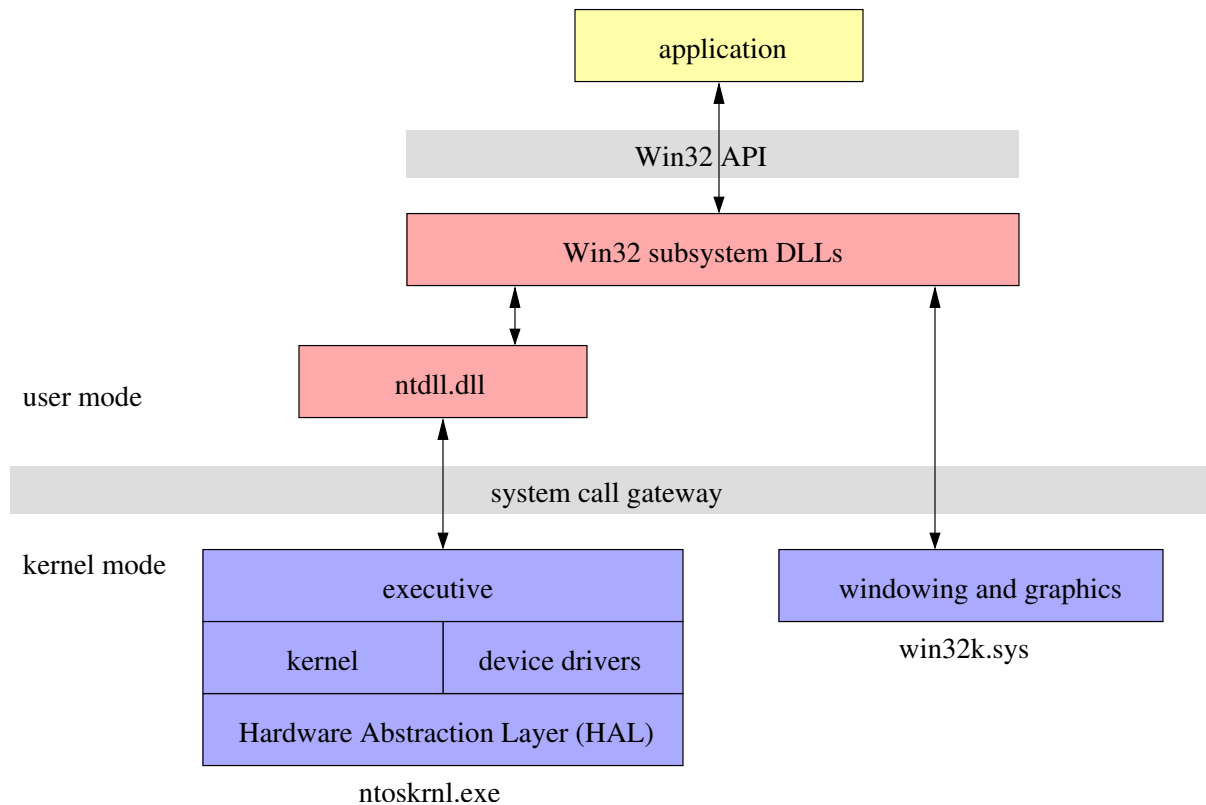 application
Win32 API
Win32 subsystem DLLs
ntdll.dll
user mode
system call gateway
kernel mode
executive
windowing and graphics
kernel
device drivers
win32k.sys
Hardware Abstraction Layer (HAL)
ntoskrnl.exe